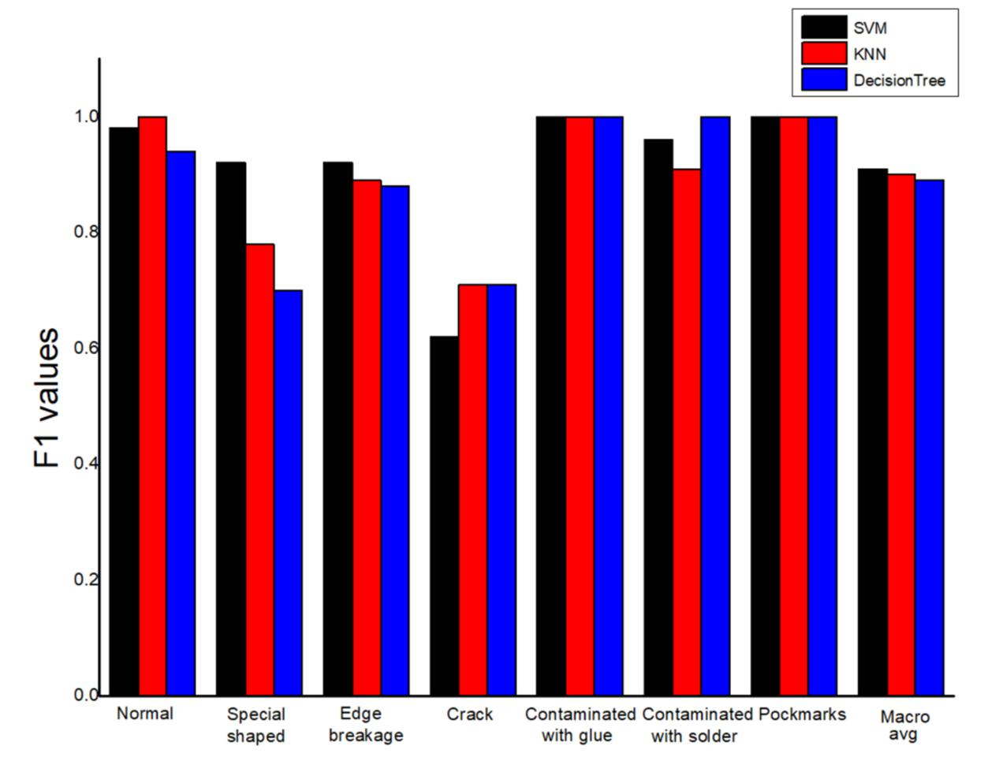 SVM
KNN
DecisionTree
1.0
0.8
0.6
0.4
0.2
0.0
F1 values
Normal
Special
shaped
Edge
breakage
Crack
Contaminated
with glue
Contaminated
with solder
Pockmarks
Macro
avg